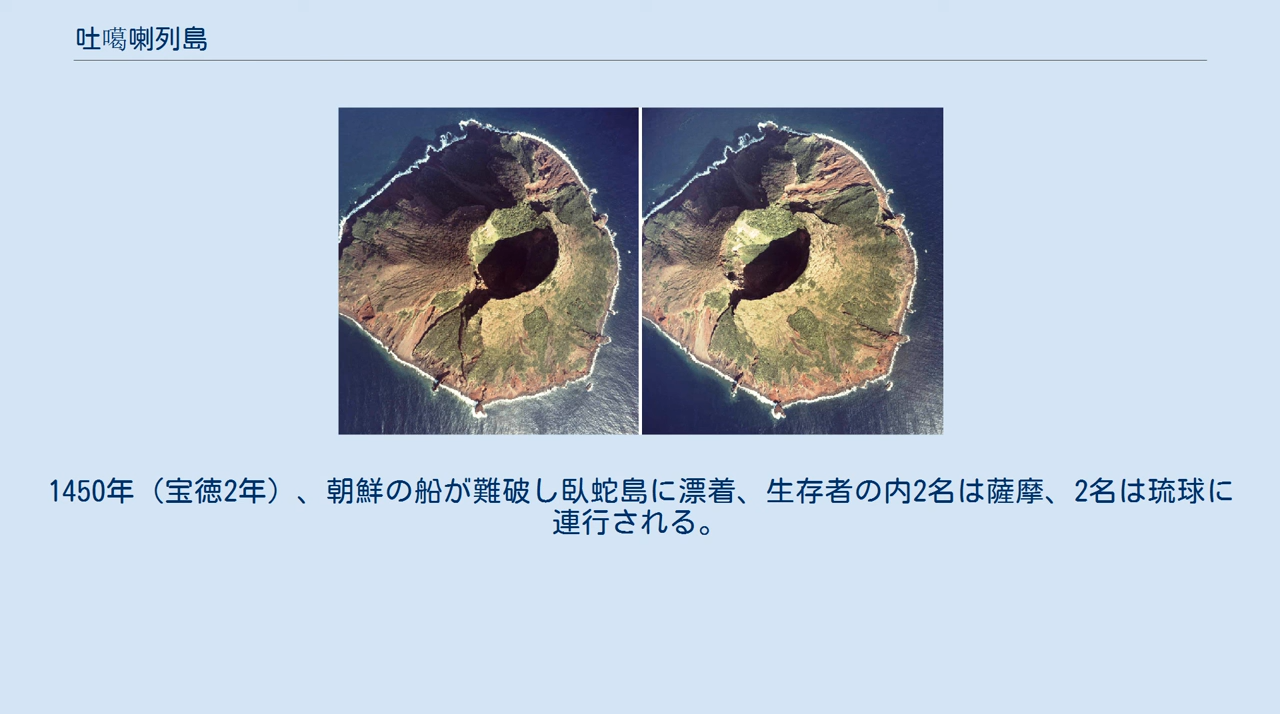 吐噶喇列島
1450年（宝徳2年）、朝鮮の船が難破し臥蛇島に漂着、生存者の内2名は薩摩、2名は琉球に
連行される。